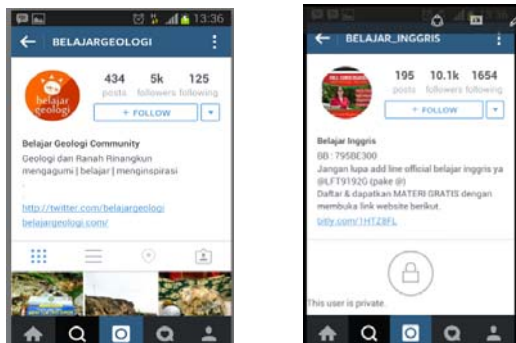 13:36
BELAJARGEOLOGI
belajar
geologi
434 5k 125
posts followers following
+ FOLLOW
Belajar Geologi Community
Geologi dan Ranah Rinangkun
mengagumi | belajar | menginspirasi
.
http://twitter.com/belajargeologi
belajargeologi.com/
BELAJAR_INGGRIS
195 10.1k 1654
posts followers following
+ FOLLOW
Belajar Inggris
BB : 795BE300
Jangan lupa add line official belajar inggris ya
@LFT9192G (pake @)
Daftar & dapatkan MATERI GRATIS dengan
membuka link website berikut.
bitly.com/1HTZ8FL
This user is private.